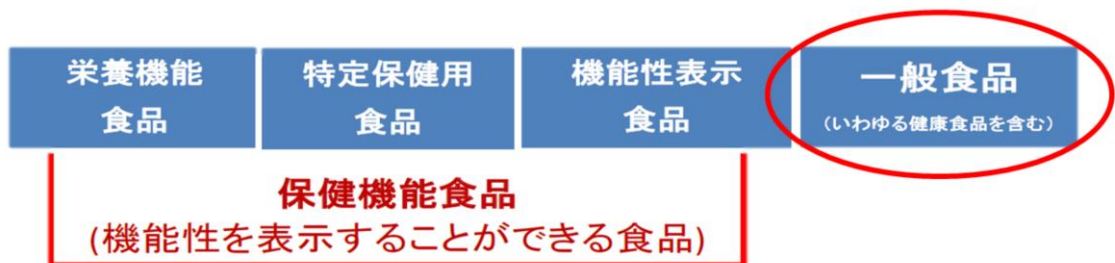 栄養機能
食品
特定保健用
食品
機能性表示
食品
一般食品
（いわゆる健康食品を含む）
保健機能食品
(機能性を表示することができる食品)